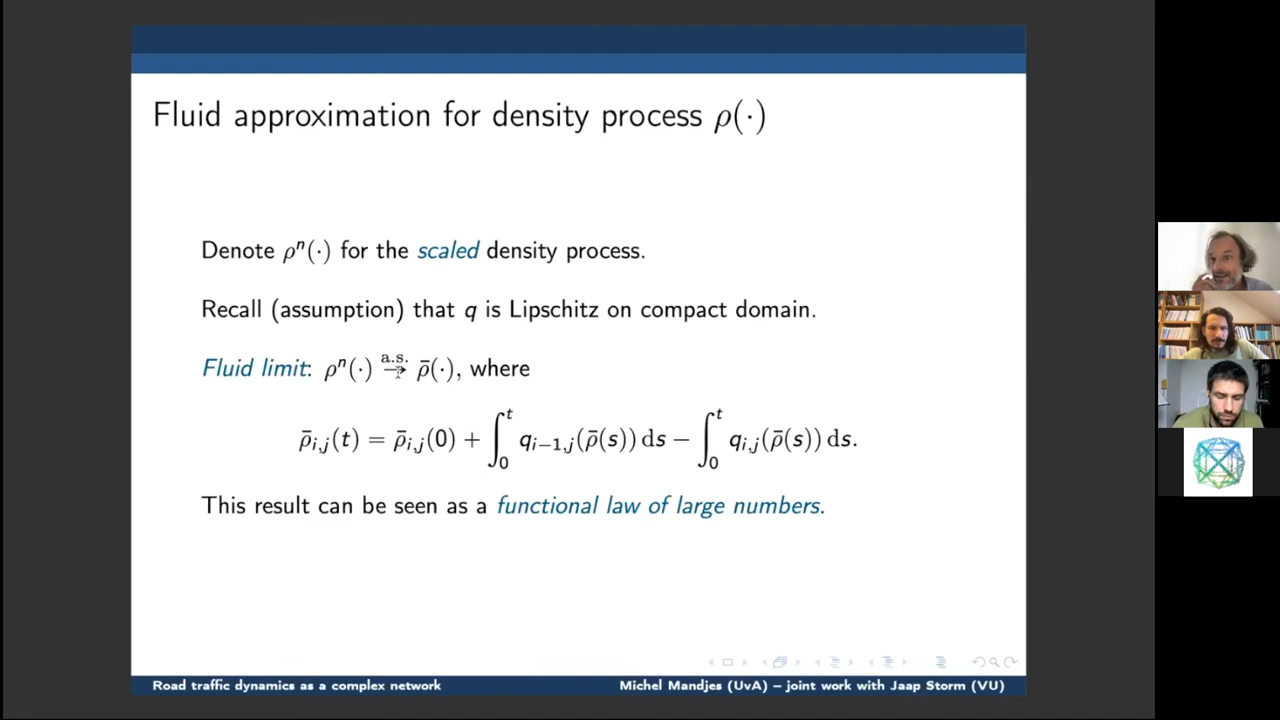 Fluid approximation for density process ρ(·)
Denote ρⁿ(·) for the scaled density process.
Recall (assumption) that q is Lipschitz on compact domain.
Fluid limit: ρⁿ(·) →^{a.s.} ρ̄(·), where
ρ̄_{i,j}(t) = ρ̄_{i,j}(0) + ∫₀ᵗ q_{i−1,j}(ρ̄(s)) ds − ∫₀ᵗ q_{i,j}(ρ̄(s)) ds.
This result can be seen as a functional law of large numbers.
Road traffic dynamics as a complex network
Michel Mandjes (UvA) – joint work with Jaap Storm (VU)